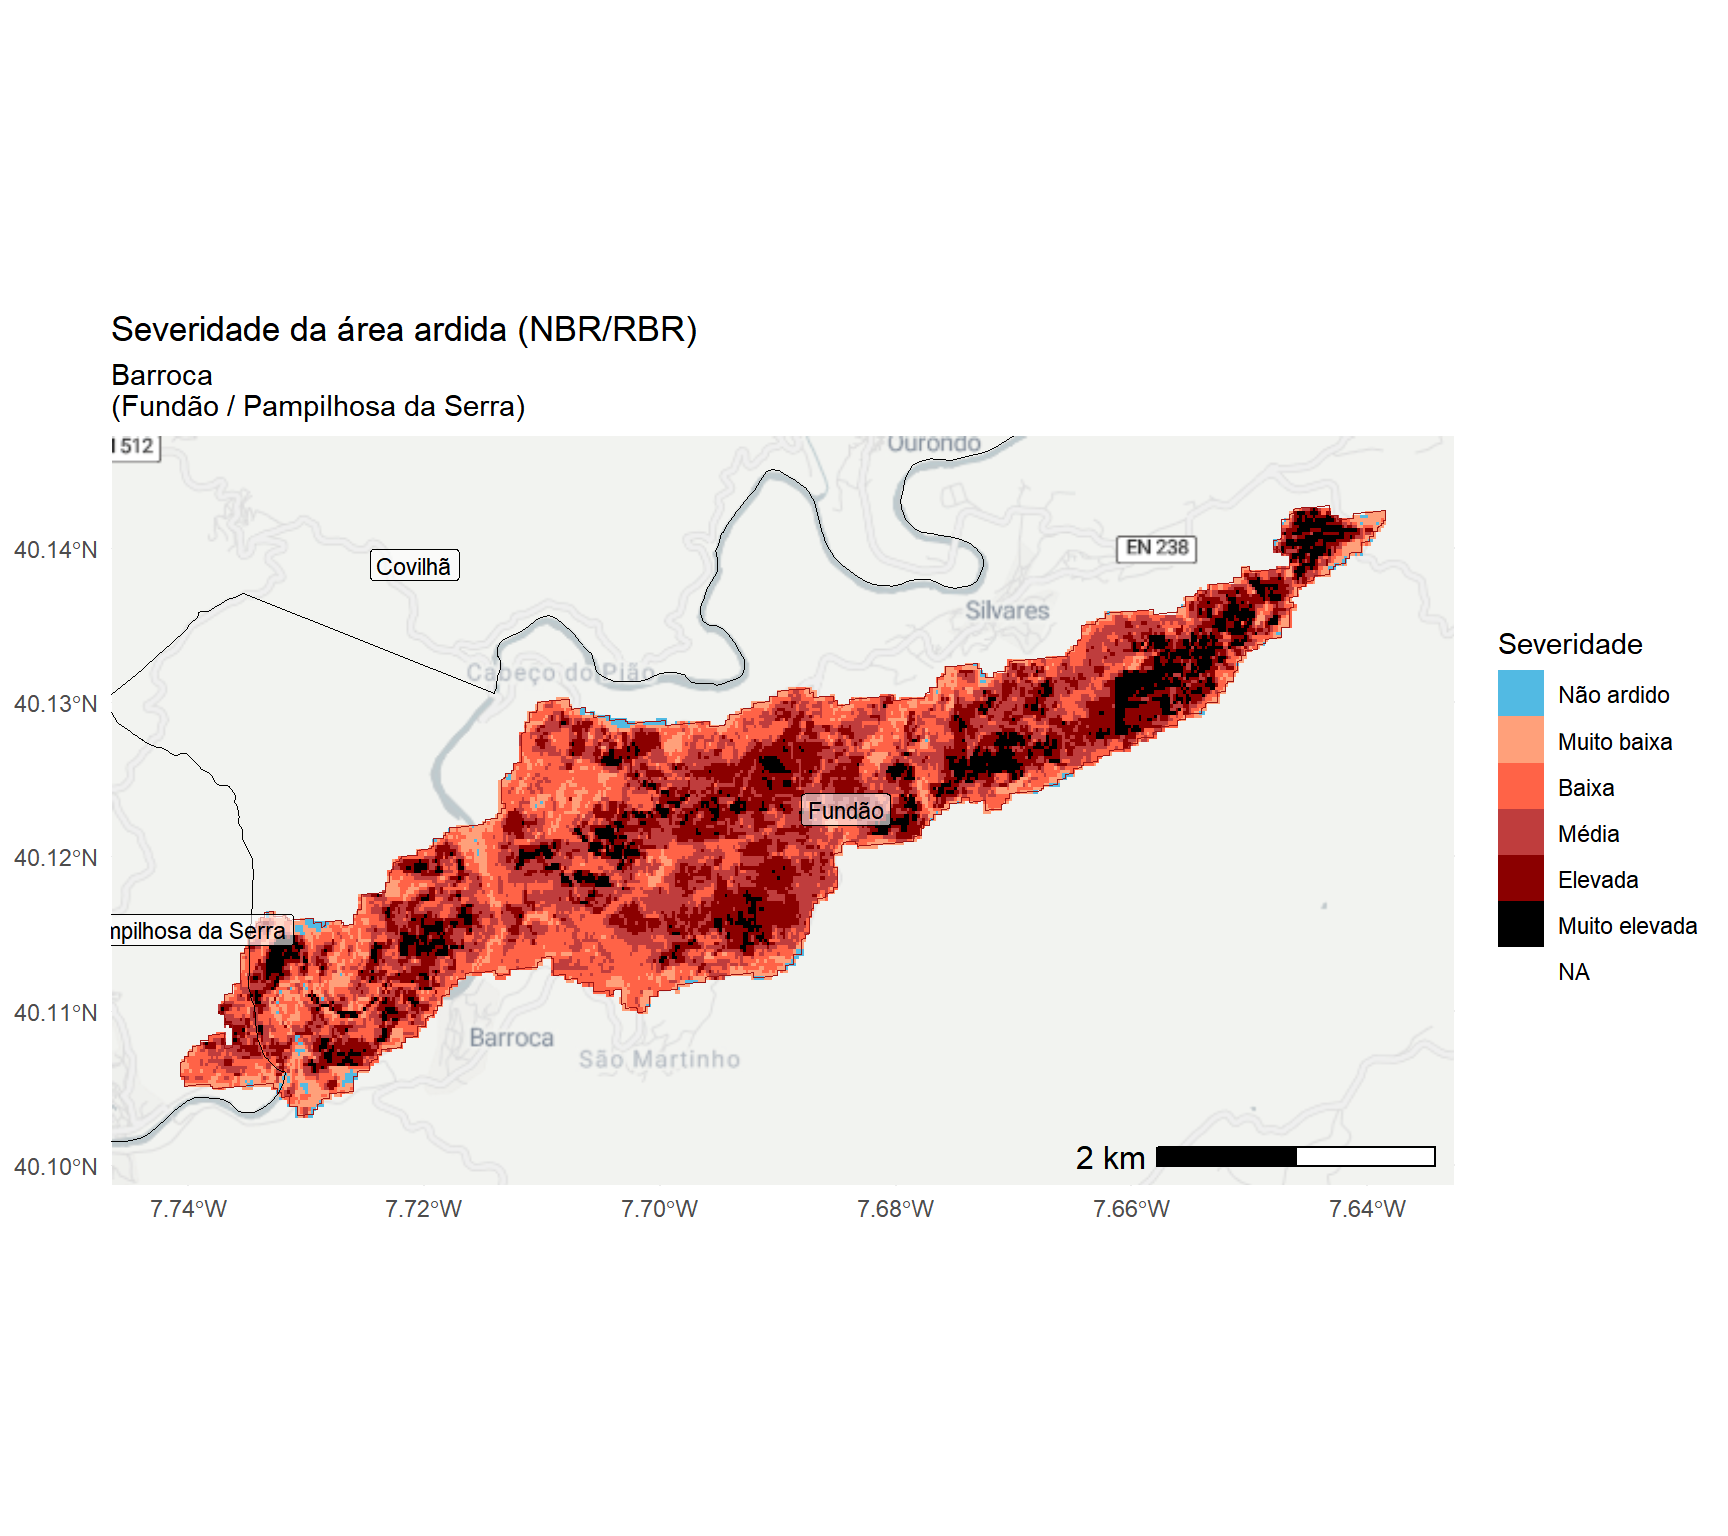 Severidade da área ardida (NBR/RBR)
Barroca
(Fundão / Pampilhosa da Serra)
512
Ourondo
40.14°N
Covilhã
EN 238
Silvares
Cabeço do Pião
40.13°N
Fundão
40.12°N
mpilhosa da Serra
40.11°N
Barroca
São Martinho
40.10°N
2 km
7.74°W
7.72°W
7.70°W
7.68°W
7.66°W
7.64°W
Severidade
Não ardido
Muito baixa
Baixa
Média
Elevada
Muito elevada
NA